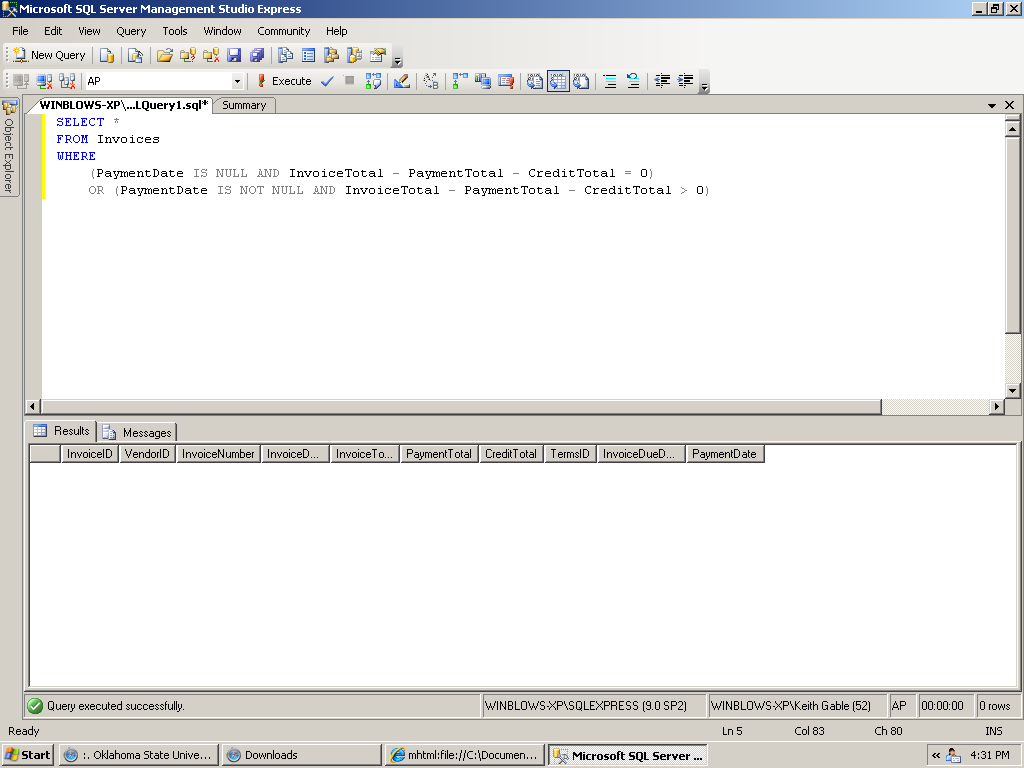 Microsoft SQL Server Management Studio Express
File Edit View Query Tools Window Community Help
New Query
AP Execute
WINBLOWS-XP\...LQuery1.sql* Summary
Object Explorer
SELECT *
FROM Invoices
WHERE
(PaymentDate IS NULL AND InvoiceTotal - PaymentTotal - CreditTotal = 0)
OR (PaymentDate IS NOT NULL AND InvoiceTotal - PaymentTotal - CreditTotal > 0)
Results Messages
InvoiceID VendorID InvoiceNumber InvoiceD... InvoiceTo... PaymentTotal CreditTotal TermsID InvoiceDueD... PaymentDate
Query executed successfully. WINBLOWS-XP\SQLEXPRESS (9.0 SP2) WINBLOWS-XP\Keith Gable (52) AP 00:00:00 0 rows
Ready Ln 5 Col 83 Ch 80 INS
Start :. Oklahoma State Unive... Downloads mhtml:file://C:\Documen... Microsoft SQL Server ... « 4:31 PM